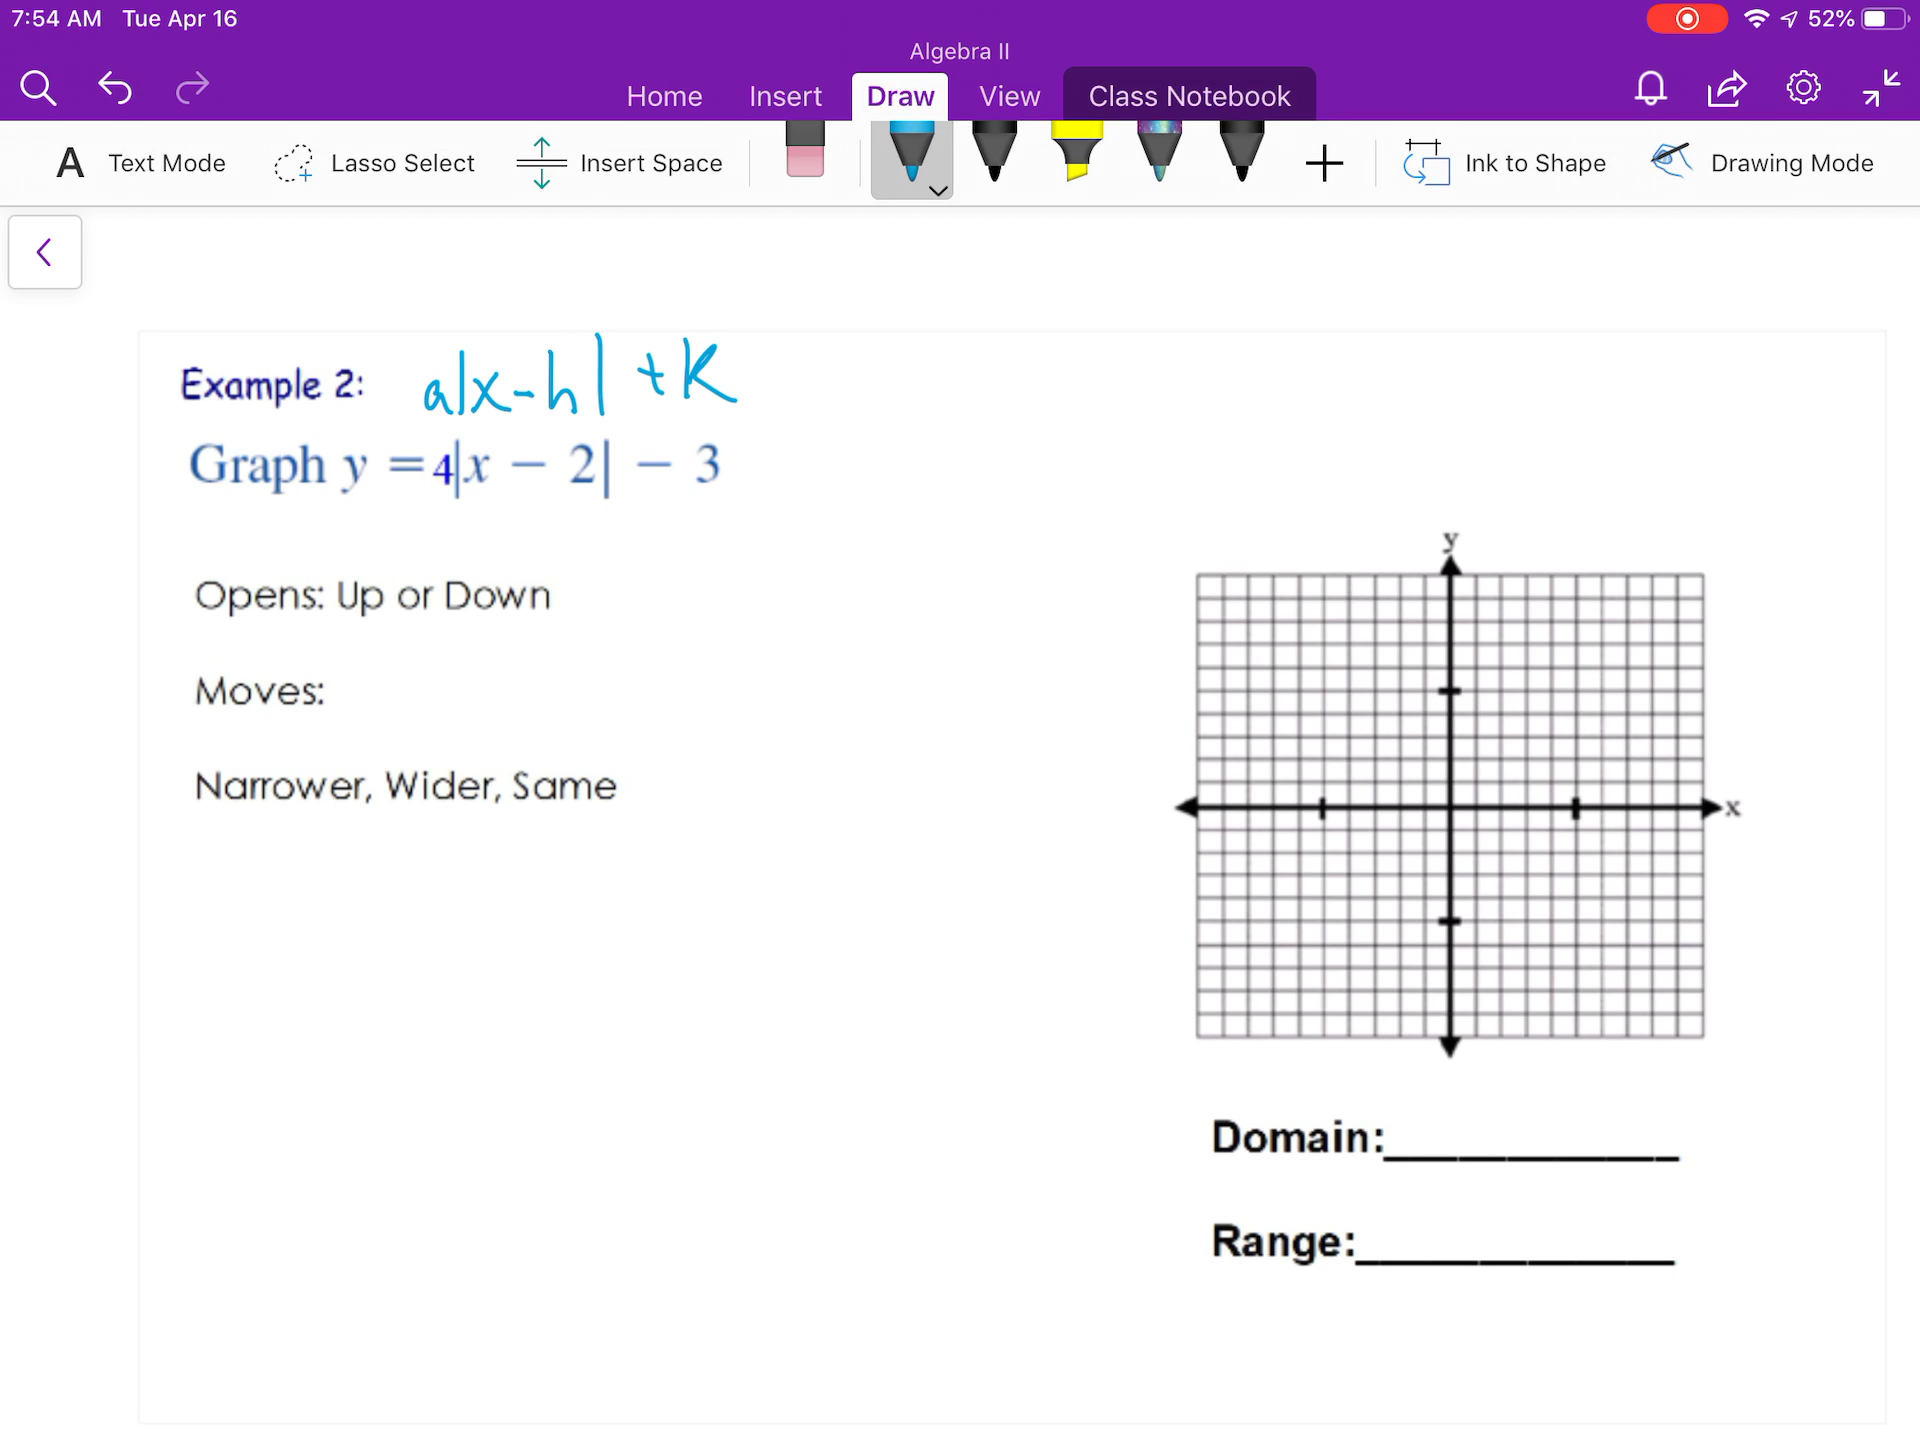 7:54 AM Tue Apr 16
52%
Algebra II
Home Insert Draw View Class Notebook
A Text Mode Lasso Select Insert Space Ink to Shape Drawing Mode
Example 2: a|x-h| + k
Graph y = 4|x − 2| − 3
Opens: Up or Down
Moves:
Narrower, Wider, Same
y
x
Domain:____________
Range:_____________